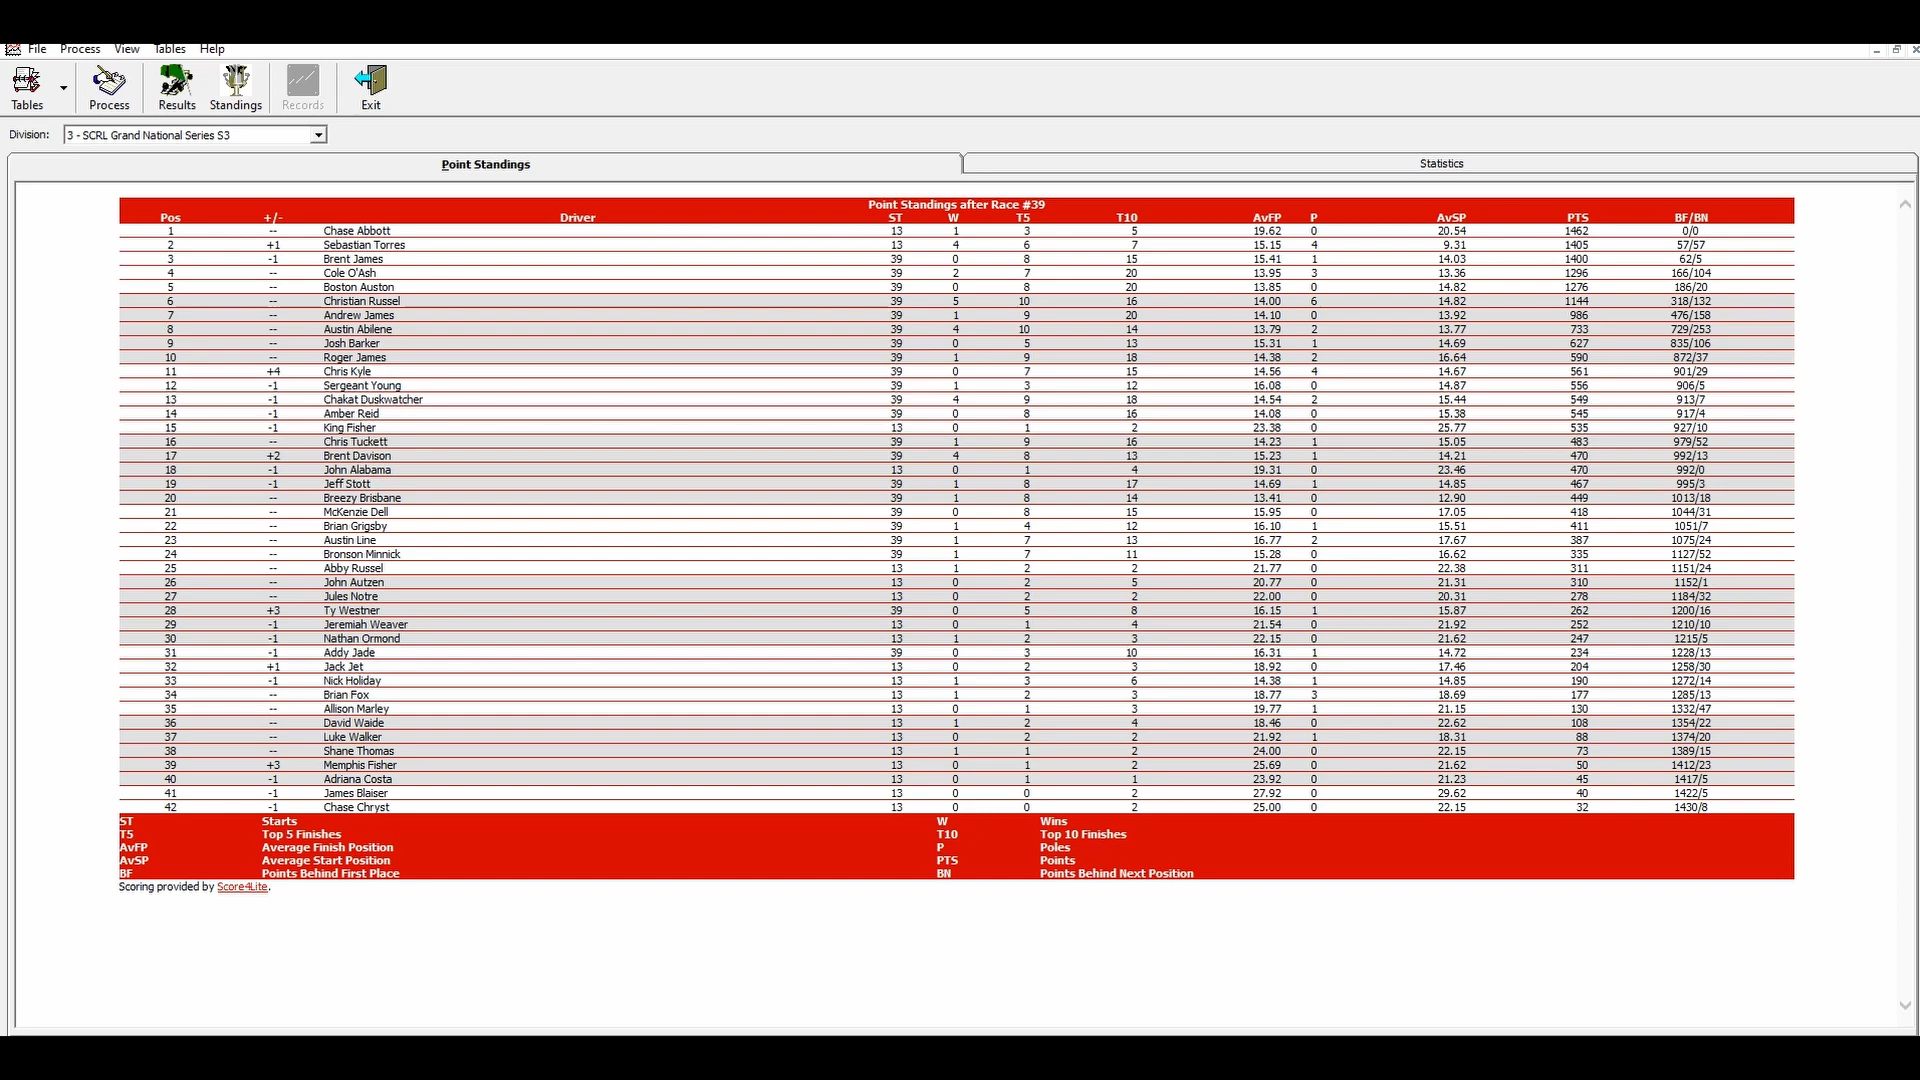 File Process View Tables Help
Tables Process Results Standings Records Exit
Division: 3 - SCRL Grand National Series S3
Point Standings Statistics
Point Standings after Race #39
Pos +/- Driver ST W T5 T10 AvFP P AvSP PTS BF/BN
1 -- Chase Abbott 13 1 3 5 19.62 0 20.54 1462 0/0
2 +1 Sebastian Torres 13 4 6 7 15.15 4 9.31 1405 57/57
3 -1 Brent James 39 0 8 15 15.41 1 14.03 1400 62/5
4 -- Cole O'Ash 39 2 7 20 13.95 3 13.36 1296 166/104
5 -- Boston Auston 39 0 8 20 13.85 0 14.82 1276 186/20
6 -- Christian Russel 39 5 10 16 14.00 6 14.82 1144 318/132
7 -- Andrew James 39 1 9 20 14.10 0 13.92 986 476/158
8 -- Austin Abilene 39 4 10 14 13.79 2 13.77 733 729/253
9 -- Josh Barker 39 0 5 13 15.31 1 14.69 627 835/106
10 -- Roger James 39 1 9 18 14.38 2 16.64 590 872/37
11 +4 Chris Kyle 39 0 7 15 14.56 4 14.67 561 901/29
12 -1 Sergeant Young 39 1 3 12 16.08 0 14.87 556 906/5
13 -1 Chakat Duskwatcher 39 4 9 18 14.54 2 15.44 549 913/7
14 -1 Amber Reid 39 0 8 16 14.08 0 15.38 545 917/4
15 -1 King Fisher 13 0 1 2 23.38 0 25.77 535 927/10
16 -- Chris Tuckett 39 1 9 16 14.23 1 15.05 483 979/52
17 +2 Brent Davison 39 4 8 13 15.23 1 14.21 470 992/13
18 -1 John Alabama 13 0 1 4 19.31 0 23.46 470 992/0
19 -1 Jeff Stott 39 1 8 17 14.69 1 14.85 467 995/3
20 -- Breezy Brisbane 39 1 8 14 13.41 0 12.90 449 1013/18
21 -- McKenzie Dell 39 0 8 15 15.95 0 17.05 418 1044/31
22 -- Brian Grigsby 39 1 4 12 16.10 1 15.51 411 1051/7
23 -- Austin Line 39 1 7 13 16.77 2 17.67 387 1075/24
24 -- Bronson Minnick 39 1 7 11 15.28 0 16.62 335 1127/52
25 -- Abby Russel 13 1 2 2 21.77 0 22.38 311 1151/24
26 -- John Autzen 13 0 2 5 20.77 0 21.31 310 1152/1
27 -- Jules Notre 13 0 2 2 22.00 0 20.31 278 1184/32
28 +3 Ty Westner 39 0 5 8 16.15 1 15.87 262 1200/16
29 -1 Jeremiah Weaver 13 0 1 4 21.54 0 21.92 252 1210/10
30 -1 Nathan Ormond 13 1 2 3 22.15 0 21.62 247 1215/5
31 -1 Addy Jade 39 0 3 10 16.31 1 14.72 234 1228/13
32 +1 Jack Jet 13 0 2 3 18.92 0 17.46 204 1258/30
33 -1 Nick Holiday 13 1 3 6 14.38 1 14.85 190 1272/14
34 -- Brian Fox 13 1 2 3 18.77 3 18.69 177 1285/13
35 -- Allison Marley 13 0 1 3 19.77 1 21.15 130 1332/47
36 -- David Waide 13 1 2 4 18.46 0 22.62 108 1354/22
37 -- Luke Walker 13 0 2 2 21.92 1 18.31 88 1374/20
38 -- Shane Thomas 13 1 1 2 24.00 0 22.15 73 1389/15
39 +3 Memphis Fisher 13 0 1 2 25.69 0 21.62 50 1412/23
40 -1 Adriana Costa 13 0 1 1 23.92 0 21.23 45 1417/5
41 -1 James Blaiser 13 0 0 2 27.92 0 29.62 40 1422/5
42 -1 Chase Chryst 13 0 0 2 25.00 0 22.15 32 1430/8
ST Starts W Wins
T5 Top 5 Finishes T10 Top 10 Finishes
AvFP Average Finish Position P Poles
AvSP Average Start Position PTS Points
BF Points Behind First Place BN Points Behind Next Position
Scoring provided by Score4Lite.